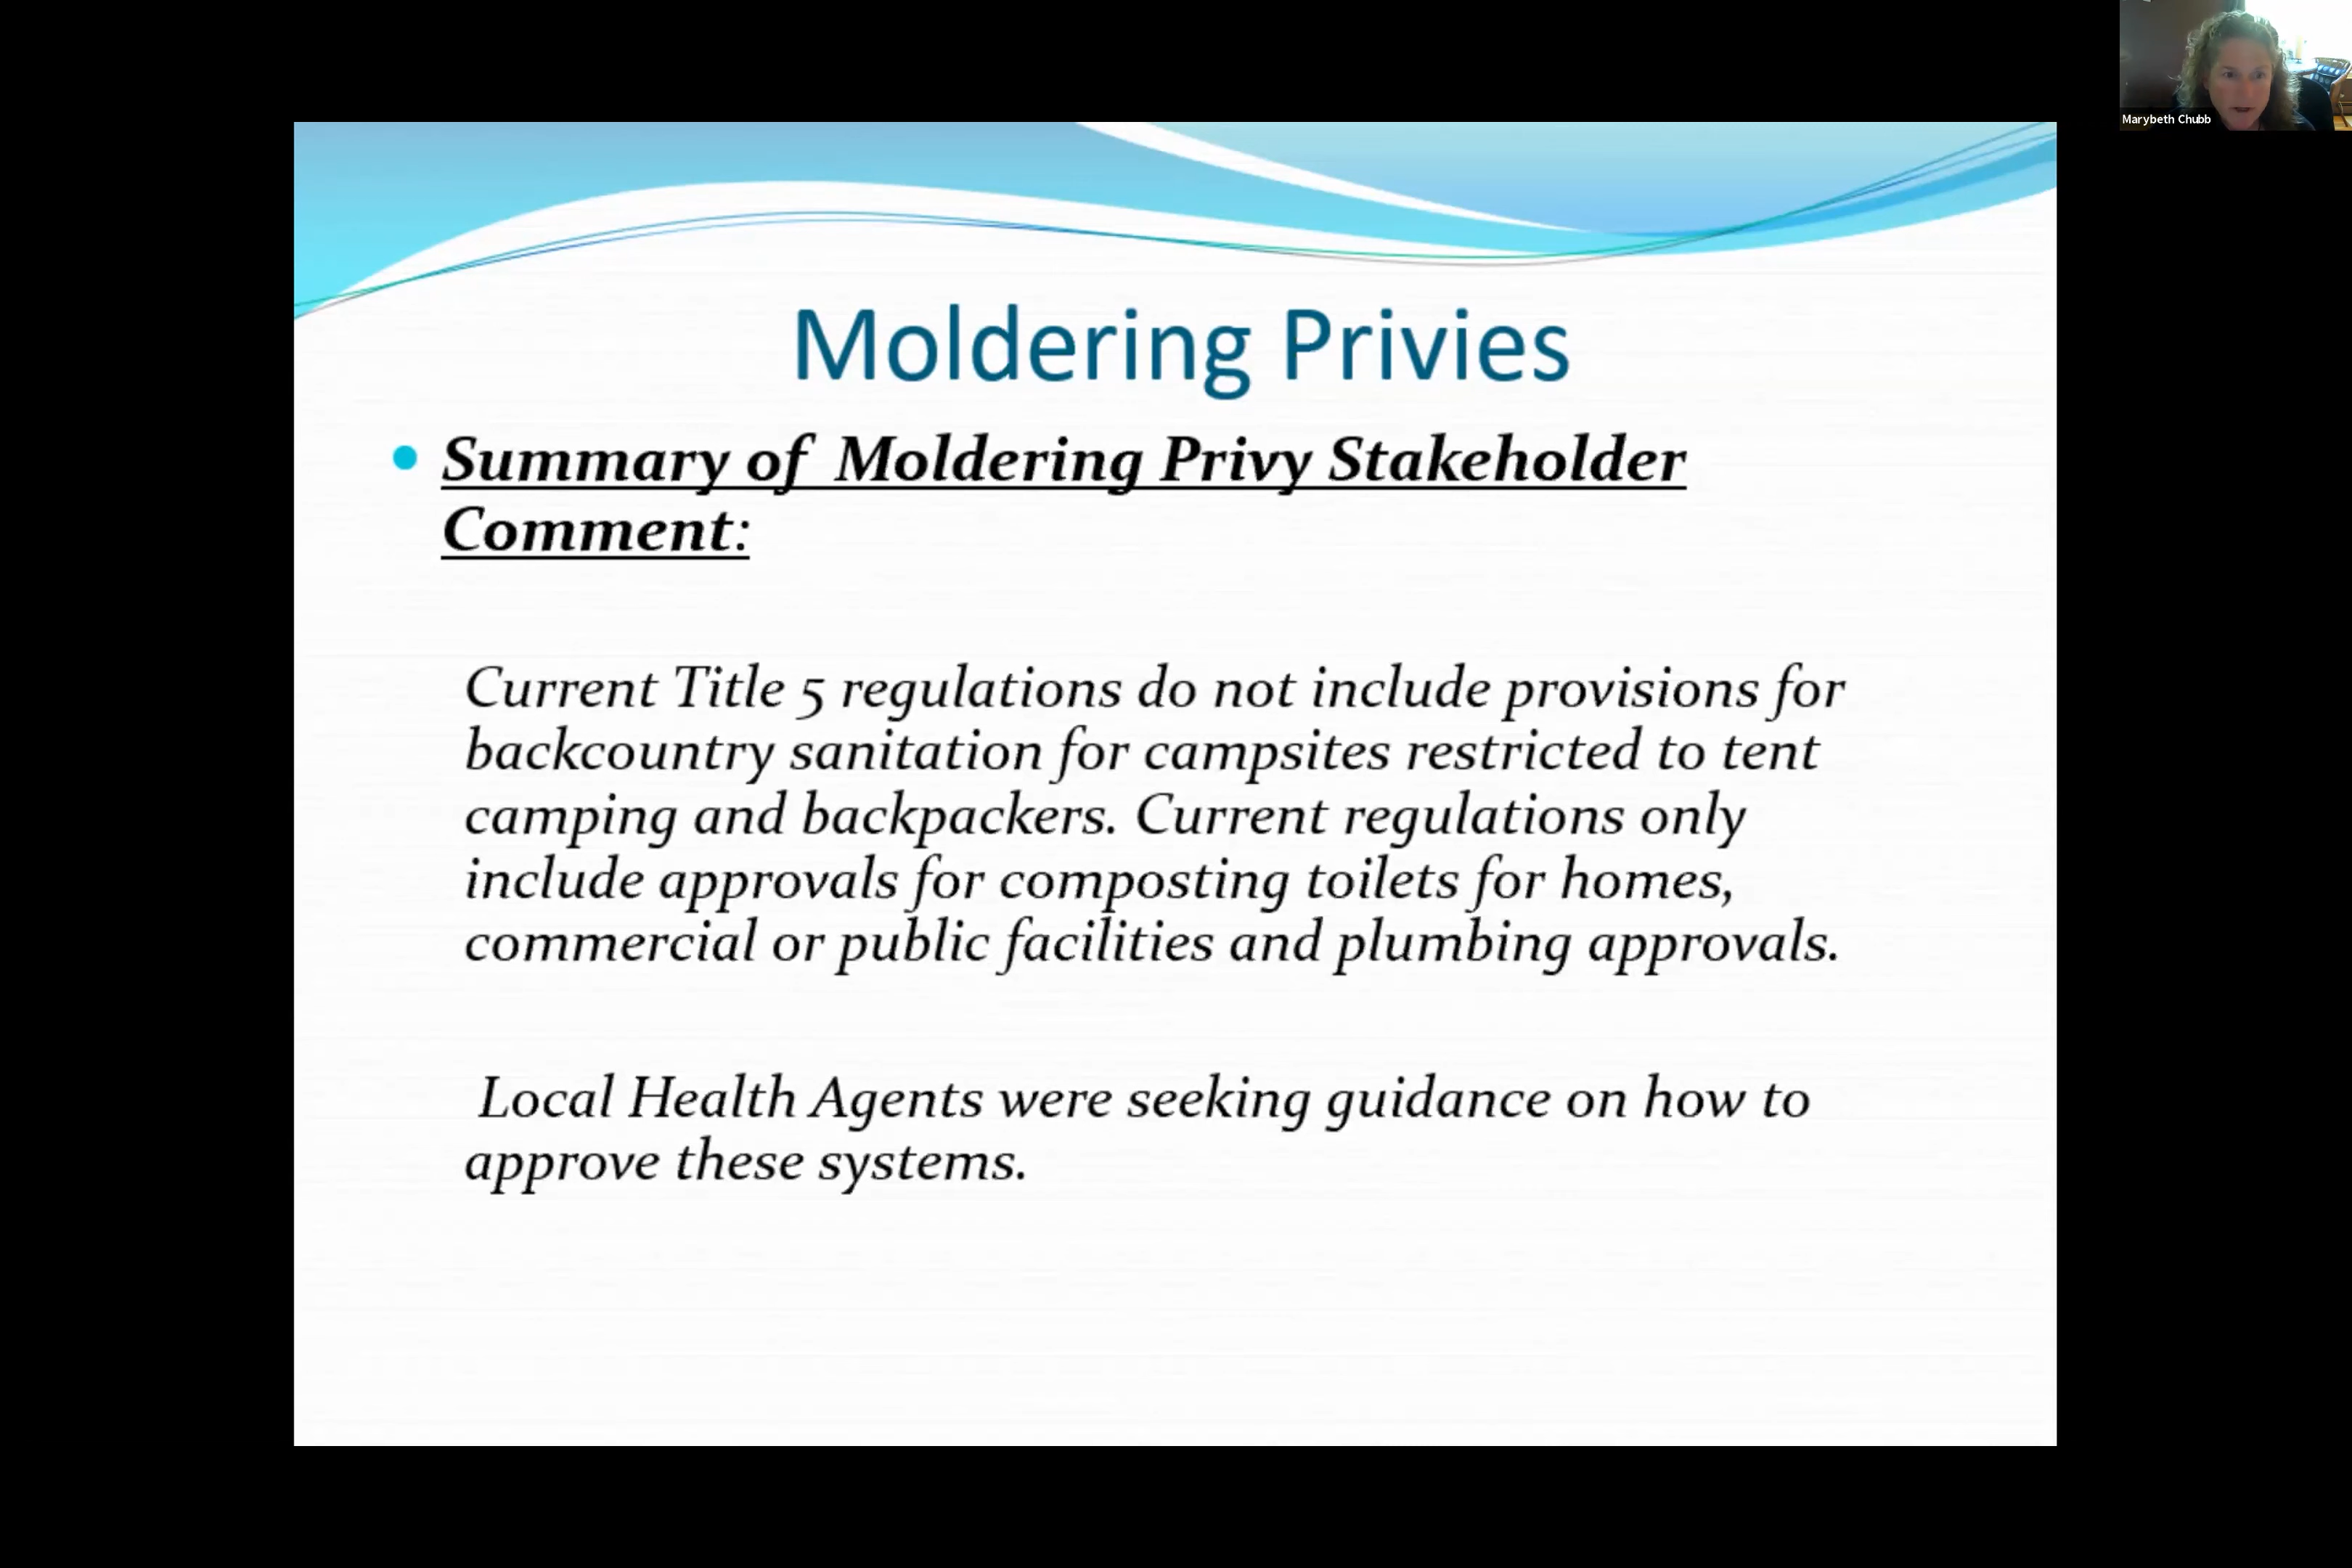 Marybeth Chubb
Moldering Privies
Summary of Moldering Privy Stakeholder
Comment:
Current Title 5 regulations do not include provisions for
backcountry sanitation for campsites restricted to tent
camping and backpackers. Current regulations only
include approvals for composting toilets for homes,
commercial or public facilities and plumbing approvals.
Local Health Agents were seeking guidance on how to
approve these systems.